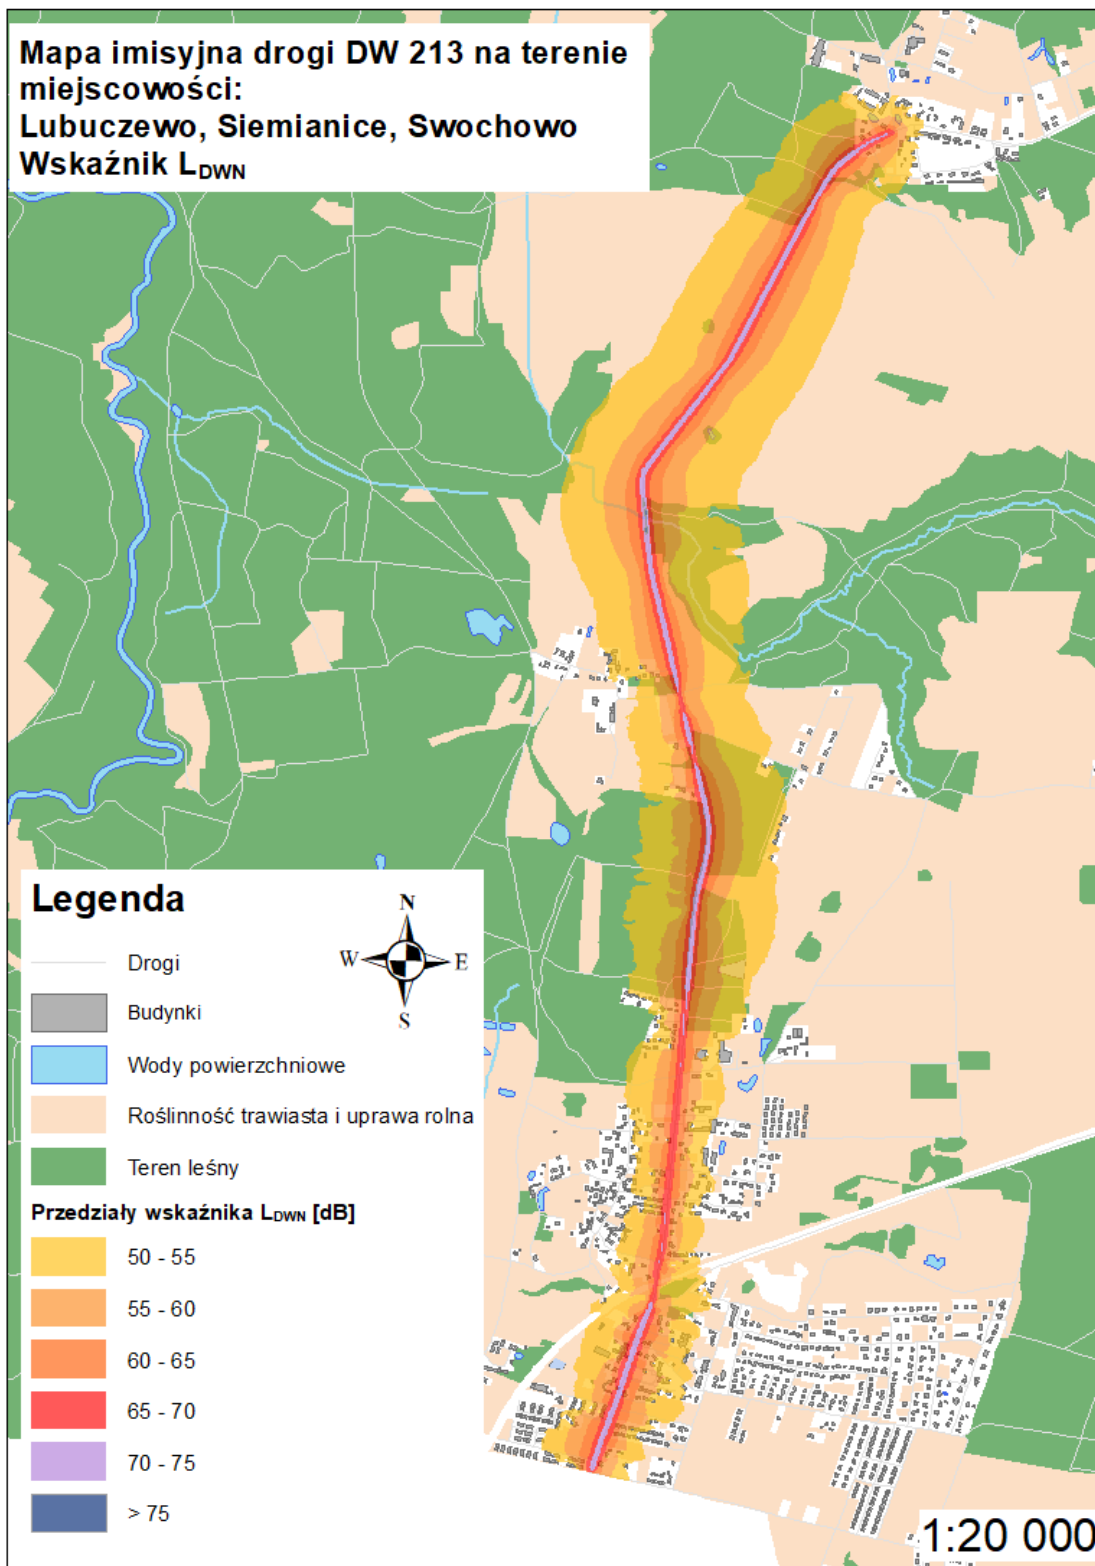 Mapa imisyjna drogi DW 213 na terenie
miejscowości:
Lubuczewo, Siemianice, Swochowo
Wskaźnik LDWN
Legenda
N
W E
S
Drogi
Budynki
Wody powierzchniowe
Roślinność trawiasta i uprawa rolna
Teren leśny
Przedziały wskaźnika LDWN [dB]
50 - 55
55 - 60
60 - 65
65 - 70
70 - 75
> 75
1:20 000